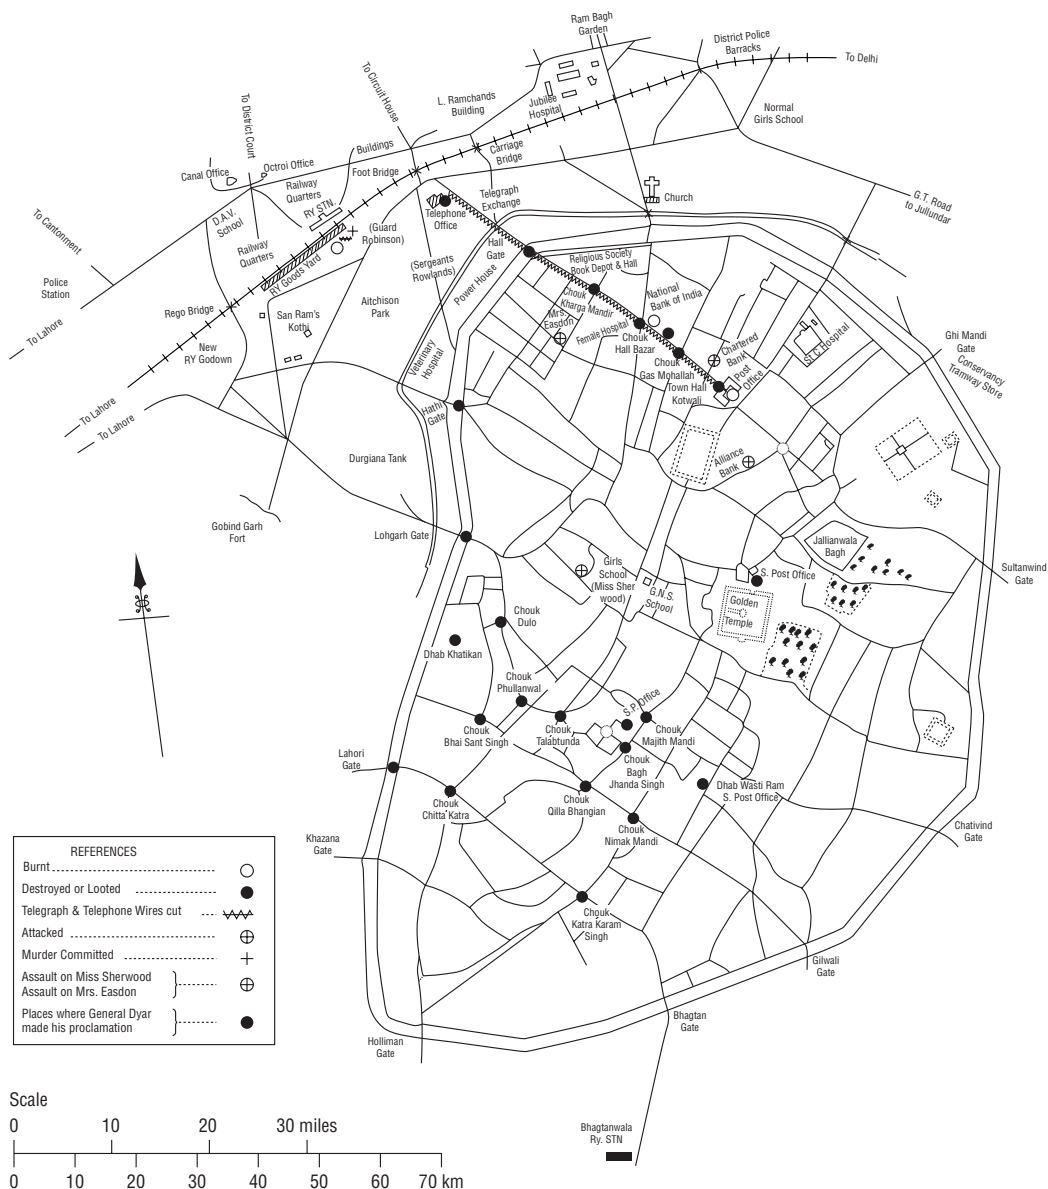 Ram Bagh
Garden
District Police
Barracks
To Delhi
To Circuit House
L. Ramchands
Building
Jubilee
Hospital
Normal
Girls School
To District Court
Buildings
Carriage
Bridge
Canal Office
Octroi Office
Foot Bridge
Railway
Quarters
RY STN.
Telegraph
Exchange
Church
G.T. Road
to Jullundar
To Cantonment
D.A.V.
School
Telephone
Office
(Guard
Robinson)
Railway
Quarters
RY Goods Yard
Hall
Gate
(Sergeants
Rowlands)
Power House
Religious Society
Book Depot & Hall
Police
Station
Rego Bridge
San Ram's
Kothi
Aitchison
Park
Chouk
Kharga Mandir
National
Bank of India
Mrs.
Easdon
Female Hospital
Chouk
Hall Bazar
Chartered
Bank
STC Hospital
Ghi Mandi
Gate
Conservancy
Tramway Store
To Lahore
New
RY Godown
Veterinary
Hospital
Chouk
Gas Mohallah
Town Hall
Kotwali
Post
Office
To Lahore
To Lahore
Hathi
Gate
Durgiana Tank
Alliance
Bank
Gobind Garh
Fort
Lohgarh Gate
Jallianwala
Bagh
Sultanwind
Gate
Girls
School
(Miss Sher
wood)
G.N.S.
School
S. Post Office
Golden
Temple
Chouk
Dulo
Dhab Khatikan
Chouk
Phullanwal
S.P. Office
Chouk
Bhai Sant Singh
Chouk
Talabtunda
Chouk
Majith Mandi
Lahori
Gate
Chouk
Bagh
Jhanda Singh
Dhab Wasti Ram
S. Post Office
Chouk
Chitta Katra
Chouk
Qilla Bhangian
Chouk
Nimak Mandi
Khazana
Gate
Chativind
Gate
Chouk
Katra Karam
Singh
Gilwali
Gate
Bhagtan
Gate
Holliman
Gate
Bhagtanwala
Ry. STN
REFERENCES
Burnt
Destroyed or Looted
Telegraph & Telephone Wires cut
Attacked
Murder Committed
Assault on Miss Sherwood
Assault on Mrs. Easdon
Places where General Dyar
made his proclamation
Scale
0 10 20 30 miles
0 10 20 30 40 50 60 70 km